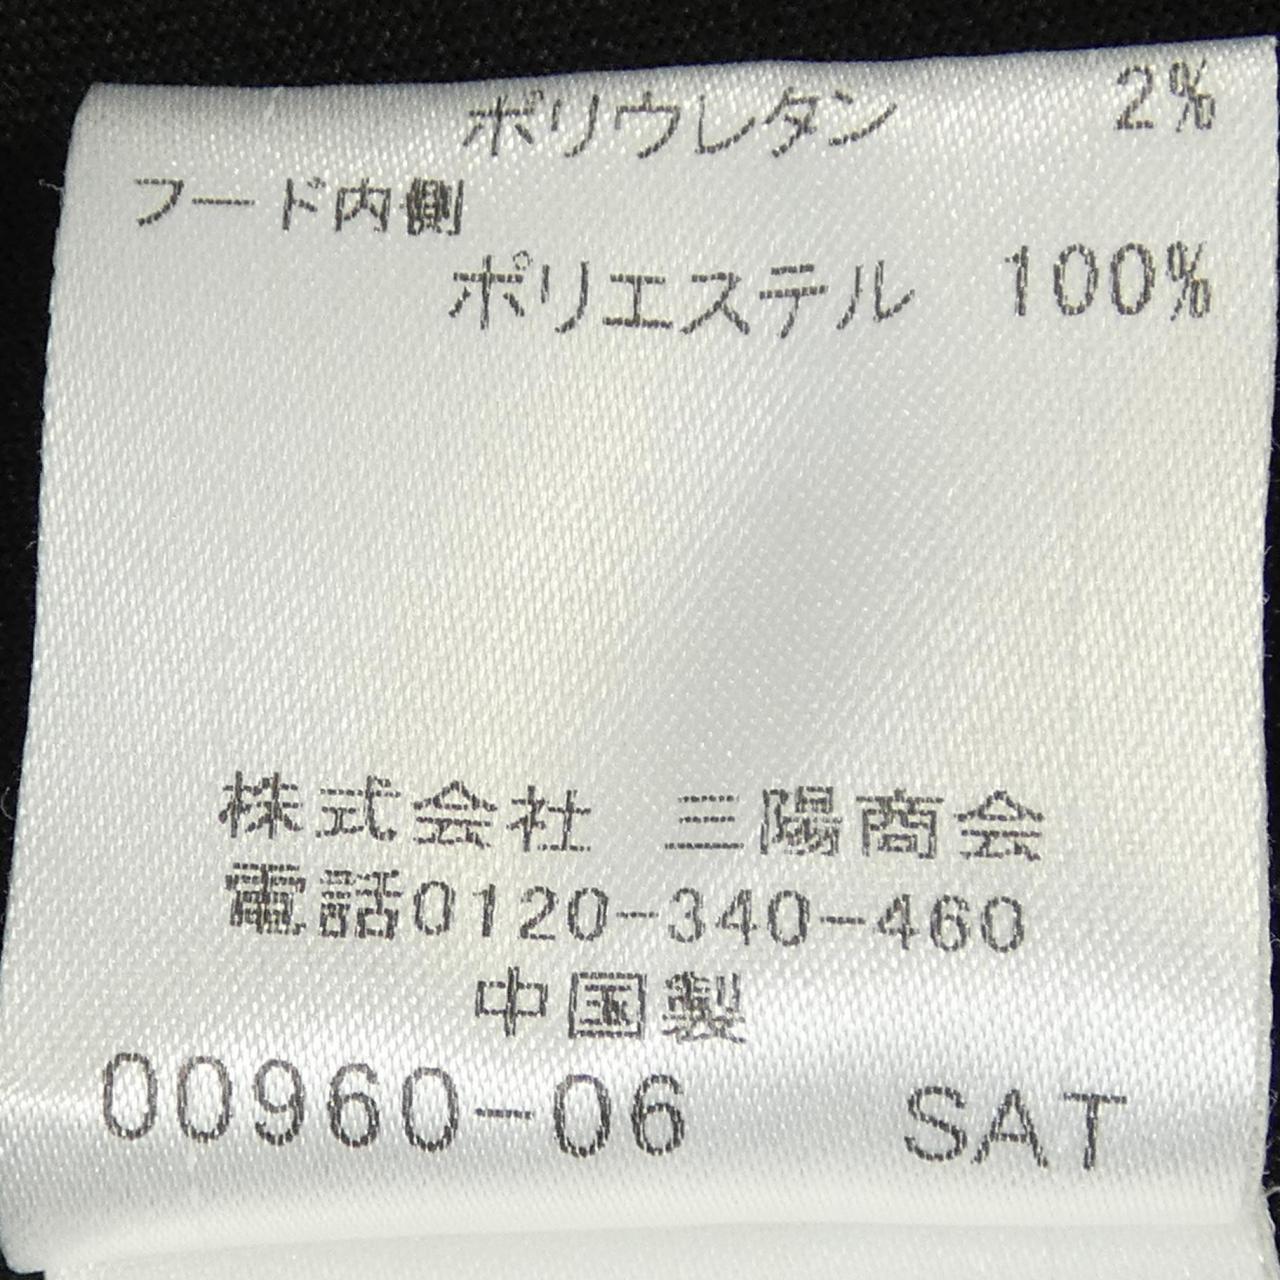 ポリウレタン 2%
フード内側
ポリエステル 100%
株式会社 三陽商会
電話0120-340-460
中国製
00960-06 SAT